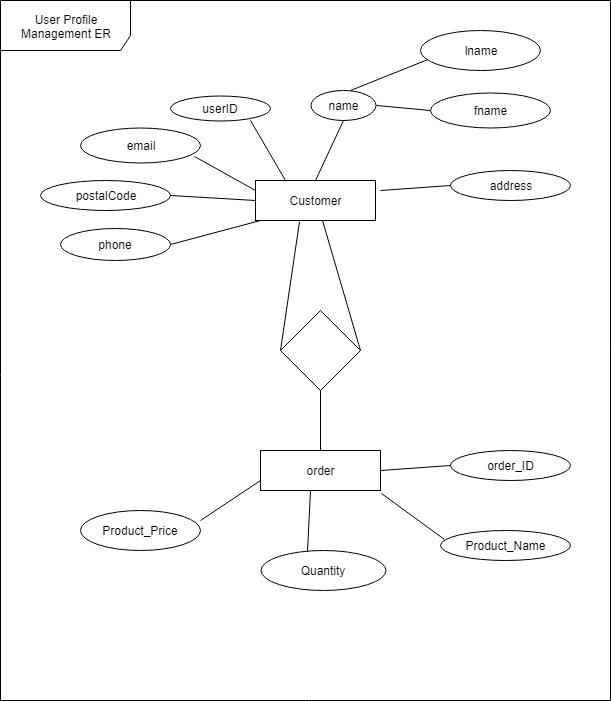 User Profile
Management ER
lname
name
fname
userID
email
postalCode
phone
address
Customer
order
order_ID
Product_Price
Product_Name
Quantity